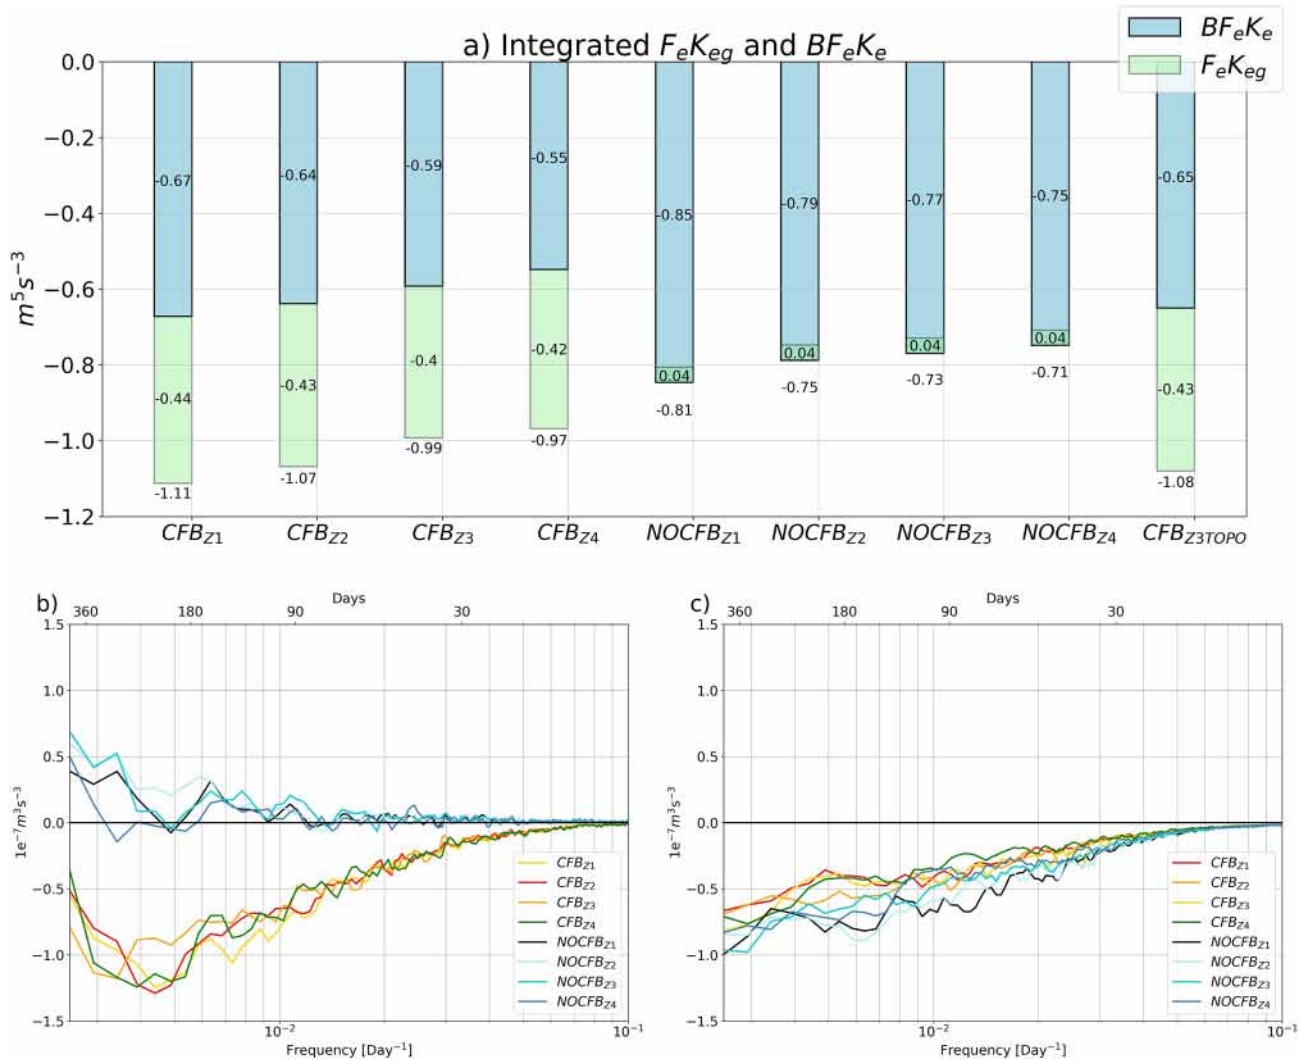 a) Integrated FeKeg and BFeKe
BFeKe
FeKeg
0.0
−0.2
−0.4
−0.6
−0.8
−1.0
−1.2
m⁵s⁻³
-0.67
-0.64
-0.59
-0.55
-0.85
-0.79
-0.77
-0.75
-0.65
-0.44
-0.43
-0.4
-0.42
0.04
0.04
0.04
0.04
-0.43
-1.11
-1.07
-0.99
-0.97
-0.81
-0.75
-0.73
-0.71
-1.08
CFBZ1 CFBZ2 CFBZ3 CFBZ4 NOCFBZ1 NOCFBZ2 NOCFBZ3 NOCFBZ4 CFBZ3TOPO
b)
Days
360 180 90 30
1.5
1.0
0.5
0.0
−0.5
−1.0
−1.5
1e⁻⁷m³s⁻³
CFBZ1
CFBZ2
CFBZ3
CFBZ4
NOCFBZ1
NOCFBZ2
NOCFBZ3
NOCFBZ4
10⁻² 10⁻¹
Frequency [Day⁻¹]
c)
Days
360 180 90 30
1.5
1.0
0.5
0.0
−0.5
−1.0
−1.5
1e⁻⁷m³s⁻³
CFBZ1
CFBZ2
CFBZ3
CFBZ4
NOCFBZ1
NOCFBZ2
NOCFBZ3
NOCFBZ4
10⁻² 10⁻¹
Frequency [Day⁻¹]